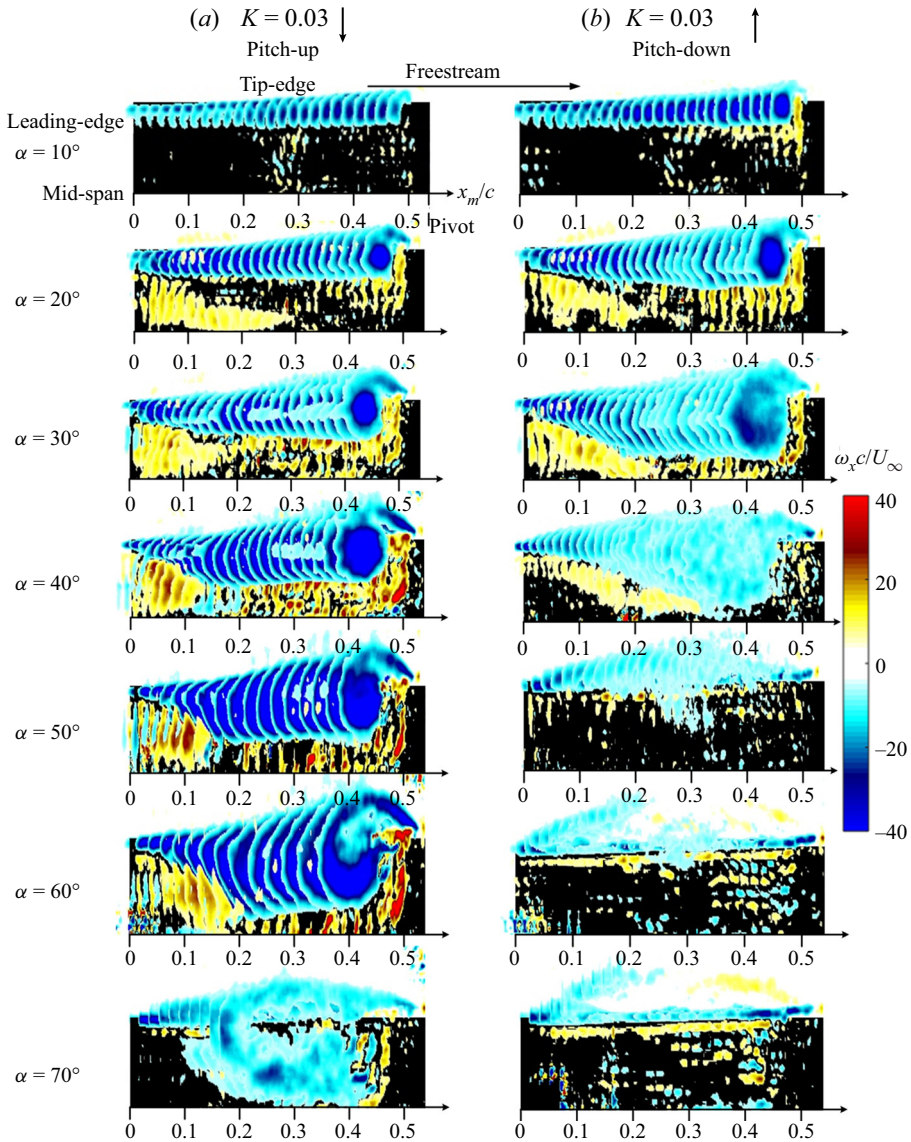 (a) K = 0.03 (b) K = 0.03
Pitch-up Pitch-down
Tip-edge Freestream
Leading-edge
α = 10°
Mid-span x_m/c
0 0.1 0.2 0.3 0.4 0.5 0 0.1 0.2 0.3 0.4 0.5
Pivot
α = 20°
0 0.1 0.2 0.3 0.4 0.5 0 0.1 0.2 0.3 0.4 0.5
α = 30°
ω_x c/U_∞
0 0.1 0.2 0.3 0.4 0.5 0 0.1 0.2 0.3 0.4 0.5
40
α = 40°
20
0 0.1 0.2 0.3 0.4 0.5 0 0.1 0.2 0.3 0.4 0.5
0
α = 50°
−20
0 0.1 0.2 0.3 0.4 0.5 0 0.1 0.2 0.3 0.4 0.5
−40
α = 60°
0 0.1 0.2 0.3 0.4 0.5 0 0.1 0.2 0.3 0.4 0.5
α = 70°
0 0.1 0.2 0.3 0.4 0.5 0 0.1 0.2 0.3 0.4 0.5